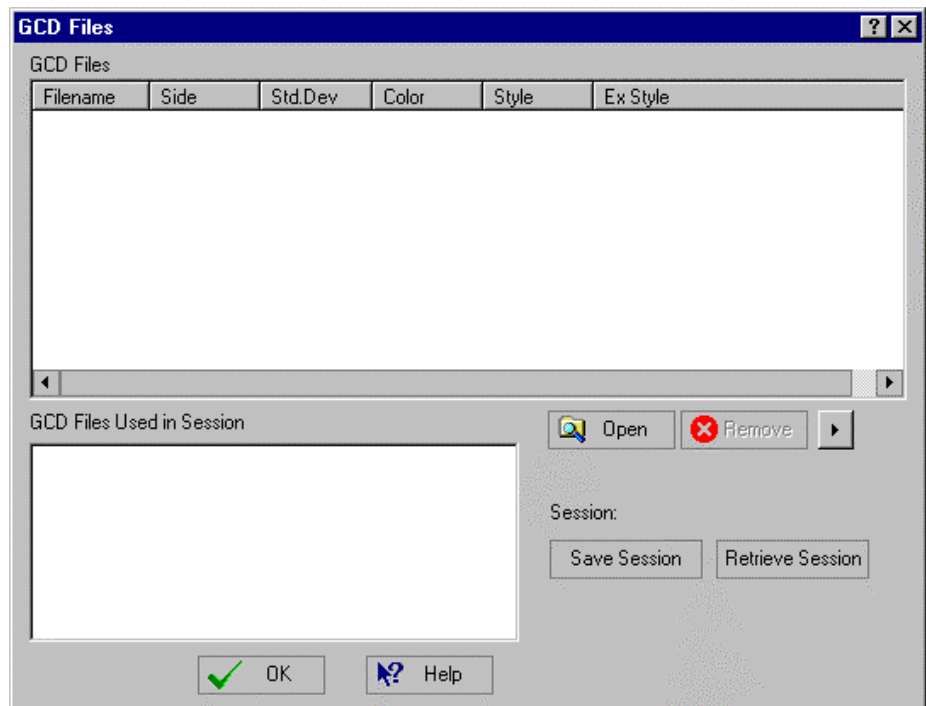 GCD Files
GCD Files
Filename Side Std.Dev Color Style Ex Style
GCD Files Used in Session
Open Remove
Session:
Save Session Retrieve Session
OK Help